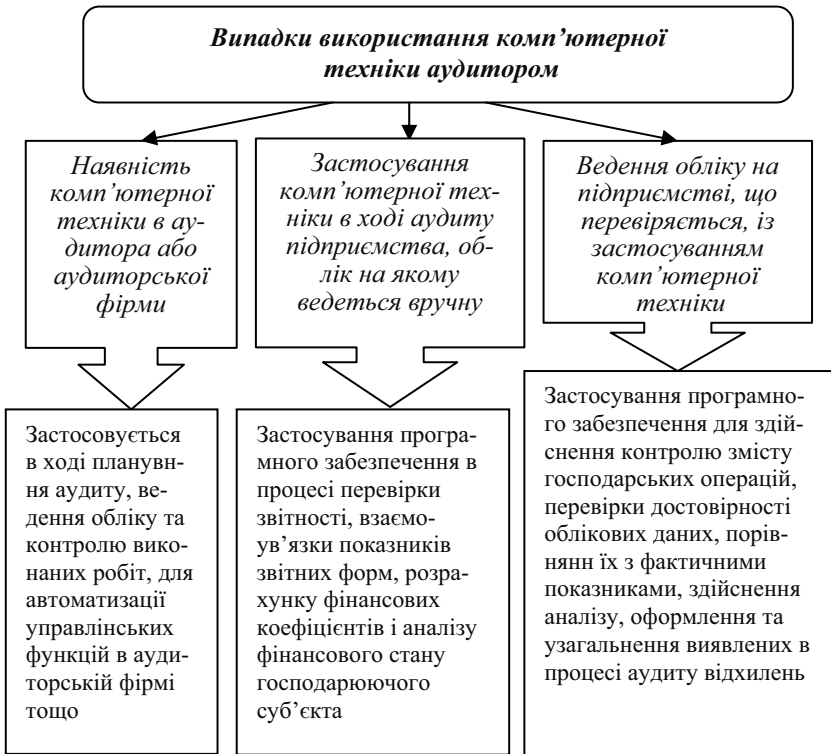 Випадки використання комп’ютерної
техніки аудитором
Наявність
комп’ютерної
техніки в ау-
дитора або
аудиторської
фірми
Застосування
комп’ютерної тех-
ніки в ході аудиту
підприємства, об-
лік на якому
ведеться вручну
Ведення обліку на
підприємстві, що
перевіряється, із
застосуванням
комп’ютерної
техніки
Застосовується
в ході планувн-
ня аудиту, ве-
дення обліку та
контролю вико-
наних робіт, для
автоматизації
управлінських
функцій в ауди-
торській фірмі
тощо
Застосування програ-
много забезпечення в
процесі перевірки
звітності, взаємо-
ув’язки показників
звітних форм, розра-
хунку фінансових
коефіцієнтів і аналізу
фінансового стану
господарюючого
суб’єкта
Застосування програмно-
го забезпечення для здій-
снення контролю змісту
господарських операцій,
перевірки достовірності
облікових даних, порів-
нянн їх з фактичними
показниками, здійснення
аналізу, оформлення та
узагальнення виявлених в
процесі аудиту відхилень